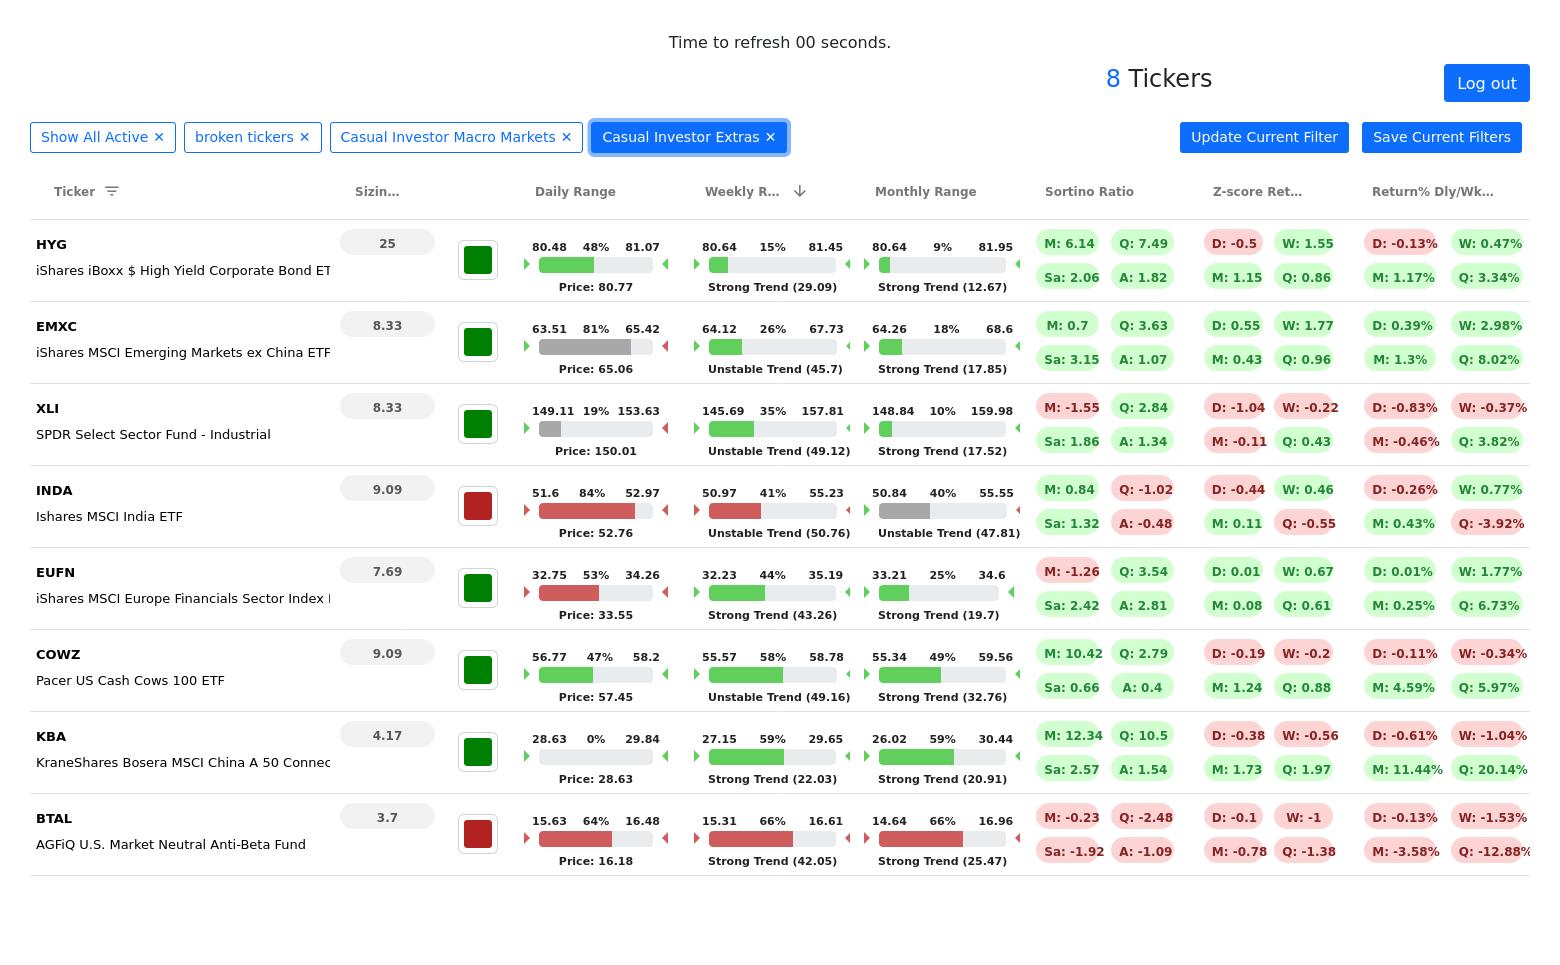 Time to refresh 00 seconds.
8 Tickers
Log out
Show All Active ✕ broken tickers ✕ Casual Investor Macro Markets ✕ Casual Investor Extras ✕ Update Current Filter Save Current Filters
Ticker Sizin... Daily Range Weekly R... Monthly Range Sortino Ratio Z-score Ret... Return% Dly/Wk...
HYG 25 80.48 48% 81.07 80.64 15% 81.45 80.64 9% 81.95 M: 6.14 Q: 7.49 D: -0.5 W: 1.55 D: -0.13% W: 0.47%
iShares iBoxx $ High Yield Corporate Bond ET Sa: 2.06 A: 1.82 M: 1.15 Q: 0.86 M: 1.17% Q: 3.34%
Price: 80.77 Strong Trend (29.09) Strong Trend (12.67)
EMXC 8.33 63.51 81% 65.42 64.12 26% 67.73 64.26 18% 68.6 M: 0.7 Q: 3.63 D: 0.55 W: 1.77 D: 0.39% W: 2.98%
iShares MSCI Emerging Markets ex China ETF Sa: 3.15 A: 1.07 M: 0.43 Q: 0.96 M: 1.3% Q: 8.02%
Price: 65.06 Unstable Trend (45.7) Strong Trend (17.85)
XLI 8.33 149.11 19% 153.63 145.69 35% 157.81 148.84 10% 159.98 M: -1.55 Q: 2.84 D: -1.04 W: -0.22 D: -0.83% W: -0.37%
SPDR Select Sector Fund - Industrial Sa: 1.86 A: 1.34 M: -0.11 Q: 0.43 M: -0.46% Q: 3.82%
Price: 150.01 Unstable Trend (49.12) Strong Trend (17.52)
INDA 9.09 51.6 84% 52.97 50.97 41% 55.23 50.84 40% 55.55 M: 0.84 Q: -1.02 D: -0.44 W: 0.46 D: -0.26% W: 0.77%
Ishares MSCI India ETF Sa: 1.32 A: -0.48 M: 0.11 Q: -0.55 M: 0.43% Q: -3.92%
Price: 52.76 Unstable Trend (50.76) Unstable Trend (47.81)
EUFN 7.69 32.75 53% 34.26 32.23 44% 35.19 33.21 25% 34.6 M: -1.26 Q: 3.54 D: 0.01 W: 0.67 D: 0.01% W: 1.77%
iShares MSCI Europe Financials Sector Index Sa: 2.42 A: 2.81 M: 0.08 Q: 0.61 M: 0.25% Q: 6.73%
Price: 33.55 Strong Trend (43.26) Strong Trend (19.7)
COWZ 9.09 56.77 47% 58.2 55.57 58% 58.78 55.34 49% 59.56 M: 10.42 Q: 2.79 D: -0.19 W: -0.2 D: -0.11% W: -0.34%
Pacer US Cash Cows 100 ETF Sa: 0.66 A: 0.4 M: 1.24 Q: 0.88 M: 4.59% Q: 5.97%
Price: 57.45 Unstable Trend (49.16) Strong Trend (32.76)
KBA 4.17 28.63 0% 29.84 27.15 59% 29.65 26.02 59% 30.44 M: 12.34 Q: 10.5 D: -0.38 W: -0.56 D: -0.61% W: -1.04%
KraneShares Bosera MSCI China A 50 Connec Sa: 2.57 A: 1.54 M: 1.73 Q: 1.97 M: 11.44% Q: 20.14%
Price: 28.63 Strong Trend (22.03) Strong Trend (20.91)
BTAL 3.7 15.63 64% 16.48 15.31 66% 16.61 14.64 66% 16.96 M: -0.23 Q: -2.48 D: -0.1 W: -1 D: -0.13% W: -1.53%
AGFiQ U.S. Market Neutral Anti-Beta Fund Sa: -1.92 A: -1.09 M: -0.78 Q: -1.38 M: -3.58% Q: -12.88%
Price: 16.18 Strong Trend (42.05) Strong Trend (25.47)